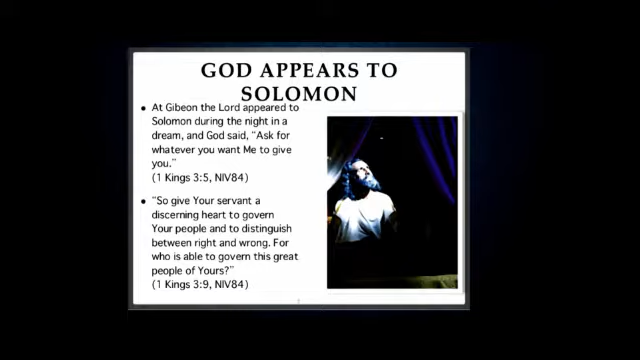 GOD APPEARS TO
SOLOMON
• At Gibeon the Lord appeared to
Solomon during the night in a
dream, and God said, "Ask for
whatever you want Me to give
you."
(1 Kings 3:5, NIV84)
• "So give Your servant a
discerning heart to govern
Your people and to distinguish
between right and wrong. For
who is able to govern this great
people of Yours?"
(1 Kings 3:9, NIV84)